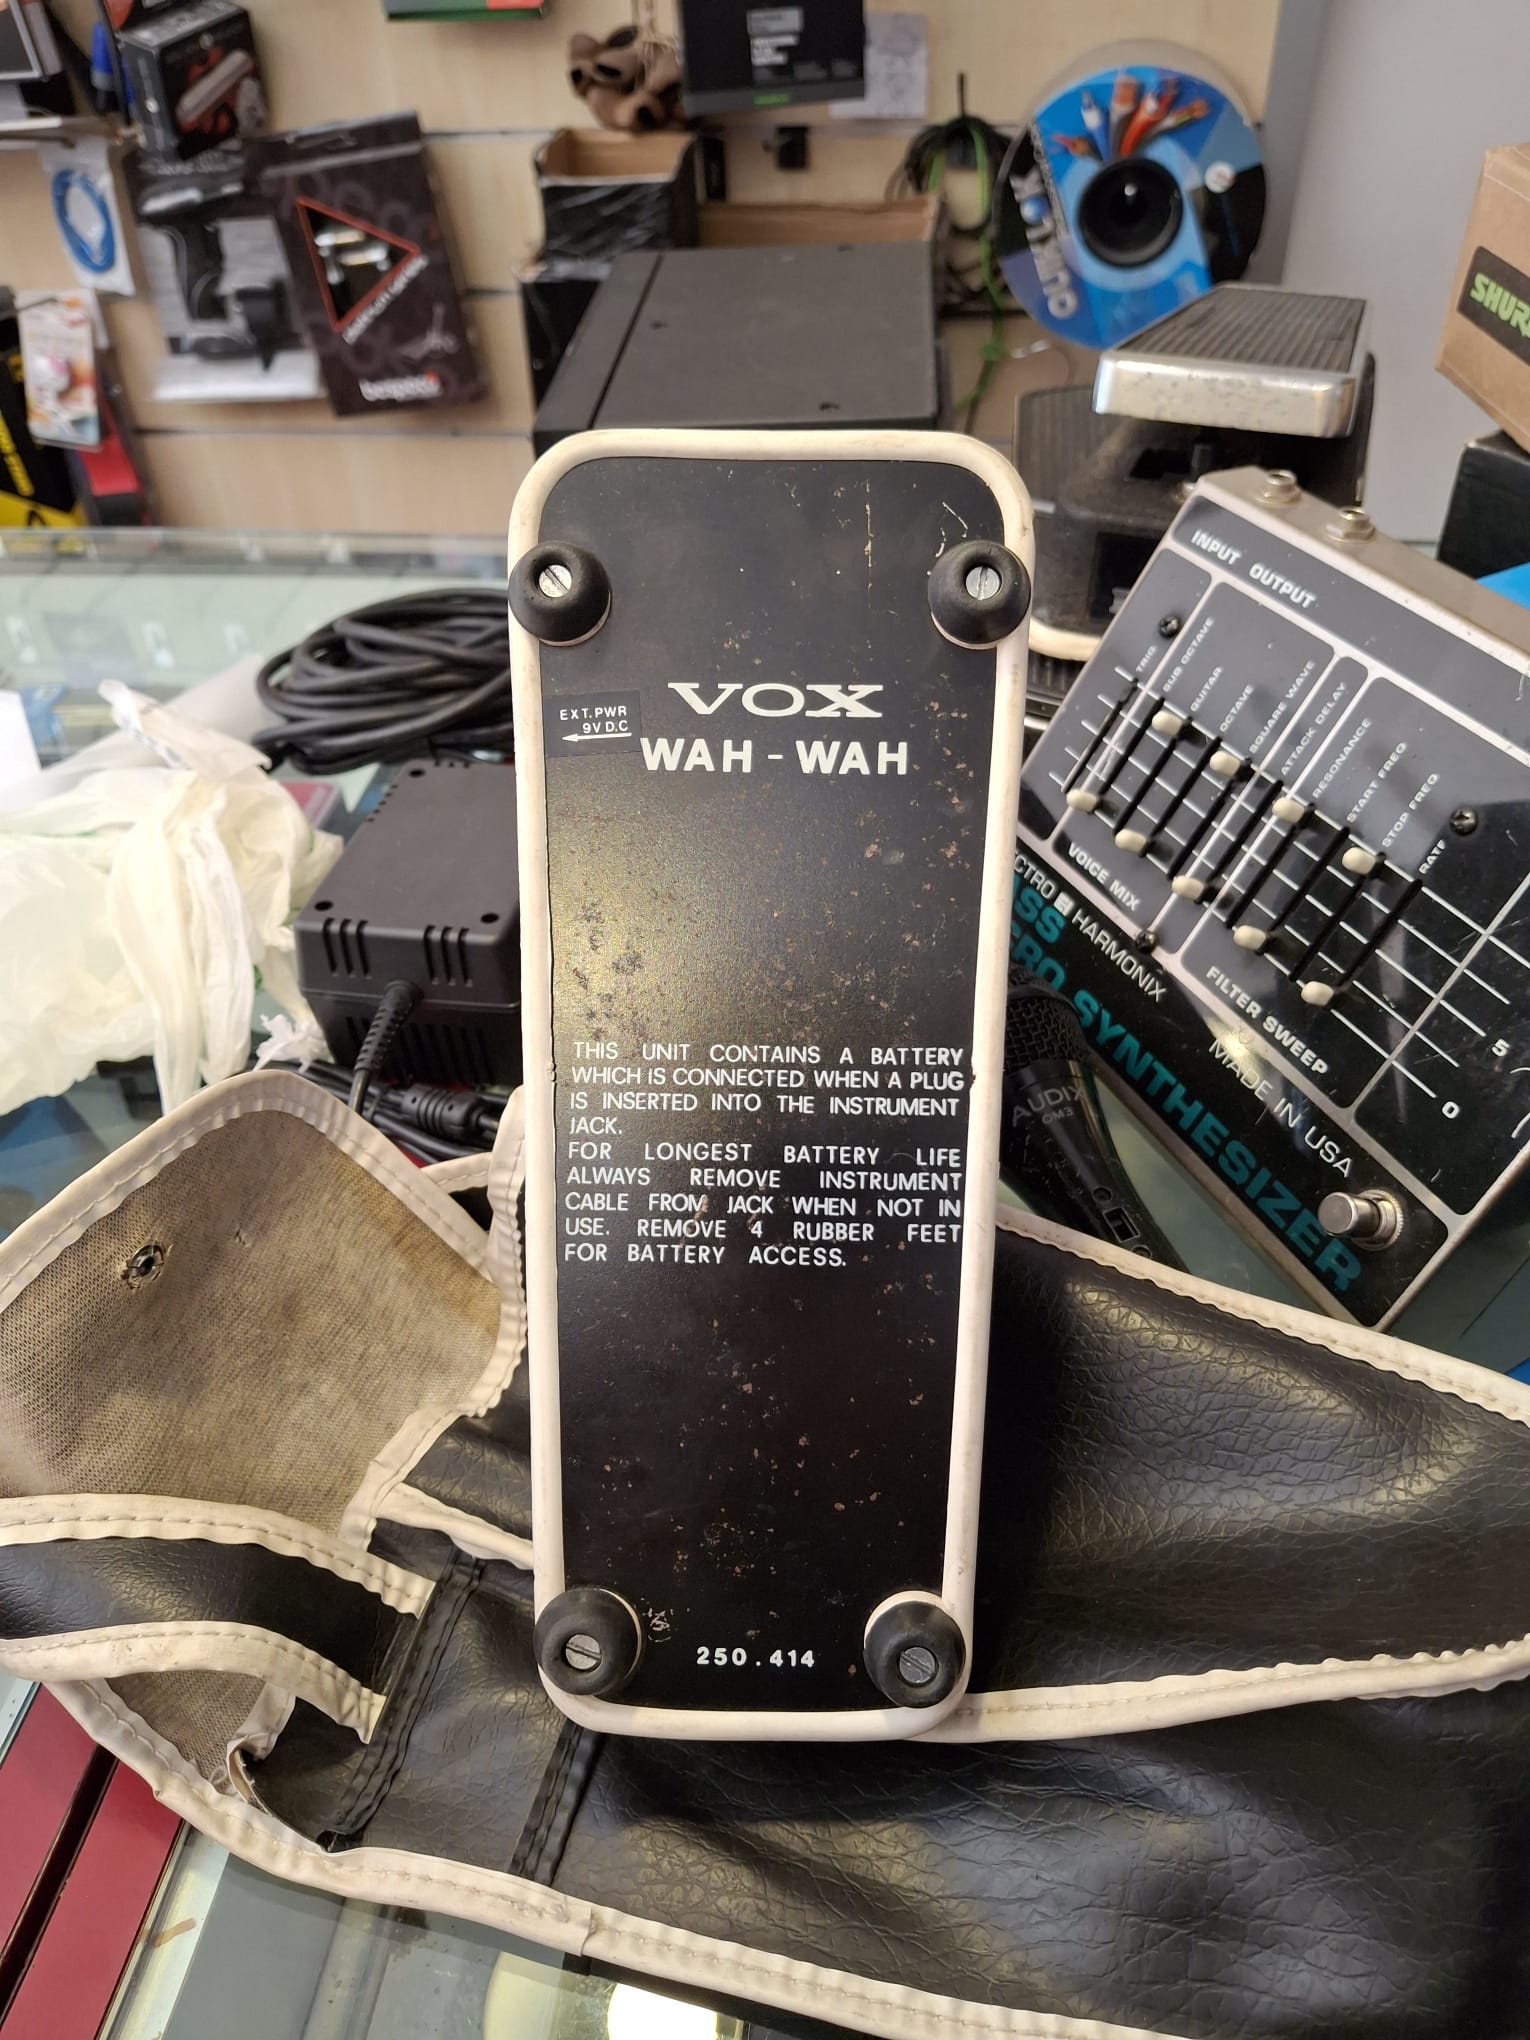 SHUR
INPUT OUTPUT
TRIG
SUB OCTAVE
GUITAR
OCTAVE
SQUARE WAVE
ATTACK DELAY
RESONANCE
START FREQ
STOP FREQ
RATE
VOX
EXT.PWR
9V D.C
WAH - WAH
VOICE MIX
FILTER SWEEP
5
0
HARMONIX
SYNTHESIZER
MADE IN USA
AUDIX
OM3
THIS UNIT CONTAINS A BATTERY
WHICH IS CONNECTED WHEN A PLUG
IS INSERTED INTO THE INSTRUMENT
JACK.
FOR LONGEST BATTERY LIFE
ALWAYS REMOVE INSTRUMENT
CABLE FROM JACK WHEN NOT IN
USE. REMOVE 4 RUBBER FEET
FOR BATTERY ACCESS.
250.414